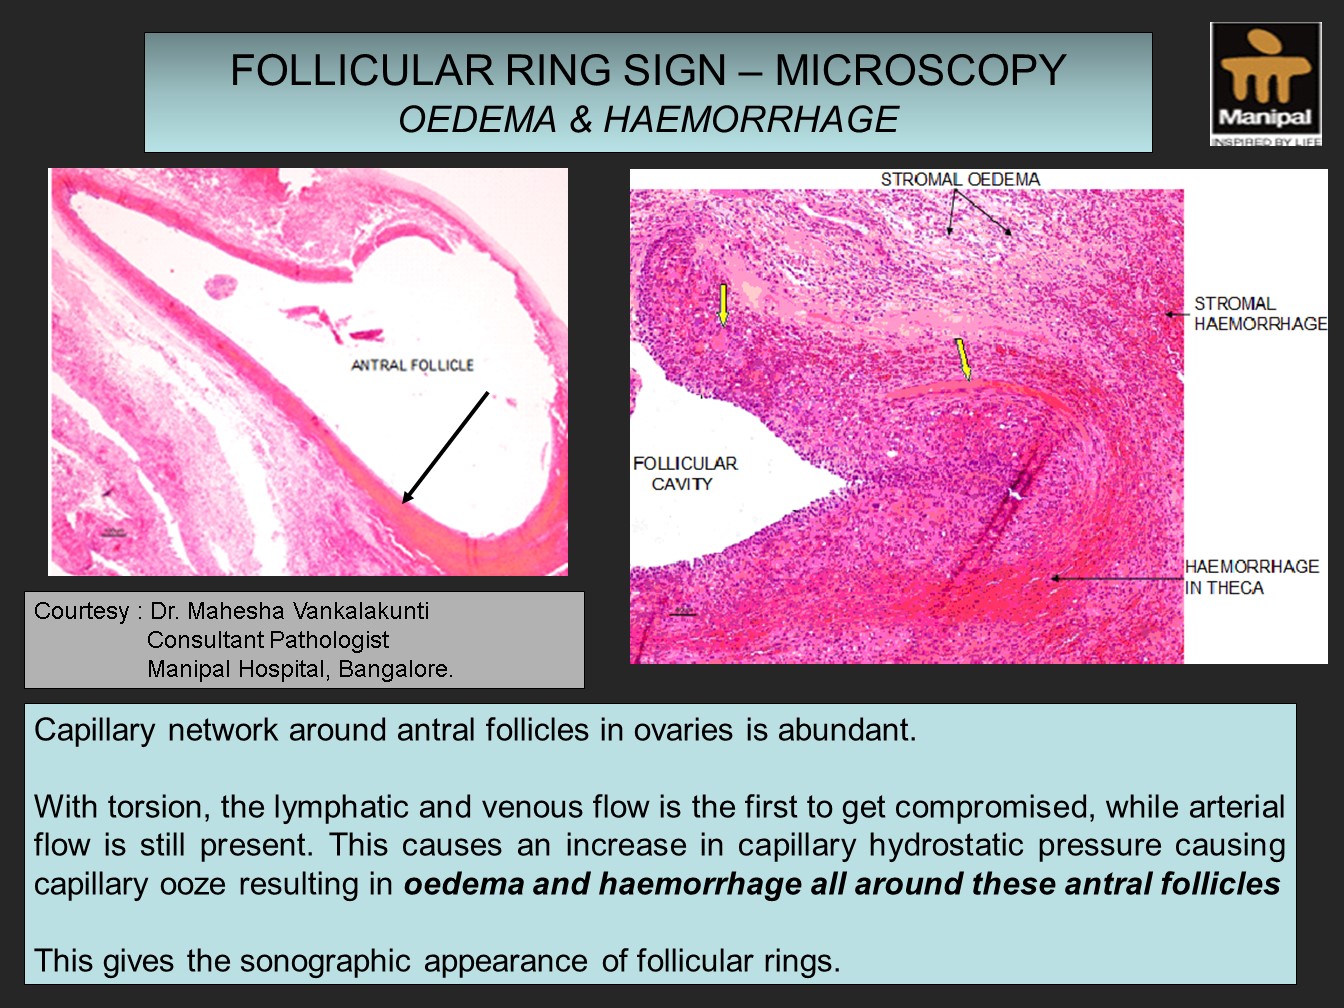 FOLLICULAR RING SIGN – MICROSCOPY
OEDEMA & HAEMORRHAGE
Manipal
INSPIRED BY LIFE
ANTRAL FOLLICLE
STROMAL OEDEMA
STROMAL
HAEMORRHAGE
FOLLICULAR
CAVITY
HAEMORRHAGE
IN THECA
Courtesy : Dr. Mahesha Vankalakunti
Consultant Pathologist
Manipal Hospital, Bangalore.
Capillary network around antral follicles in ovaries is abundant.
With torsion, the lymphatic and venous flow is the first to get compromised, while arterial
flow is still present. This causes an increase in capillary hydrostatic pressure causing
capillary ooze resulting in oedema and haemorrhage all around these antral follicles
This gives the sonographic appearance of follicular rings.